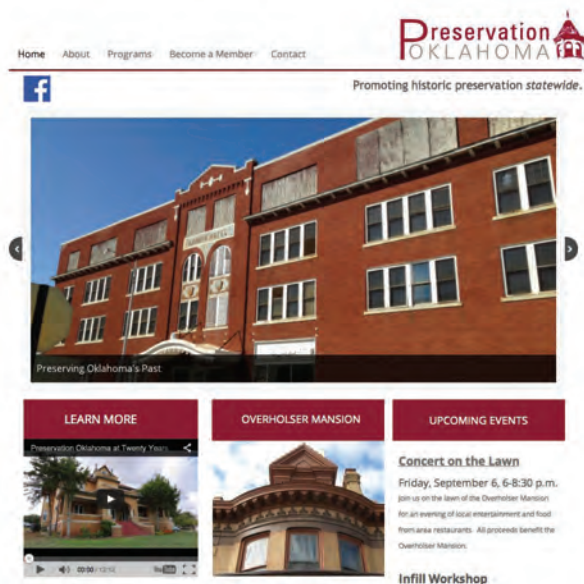 Preservation
OKLAHOMA
Home About Programs Become a Member Contact
f
Promoting historic preservation statewide.
Preserving Oklahoma's Past
LEARN MORE
Preservation Oklahoma at Twenty Years
00:00 /
YouTube
OVERHOLSER MANSION
UPCOMING EVENTS
Concert on the Lawn
Friday, September 6, 6-8:30 p.m.
Join us on the lawn of the Overholser Mansion
for an evening of local entertainment and food
from area restaurants. All proceeds benefit the
Overholser Mansion.
Infill Workshop